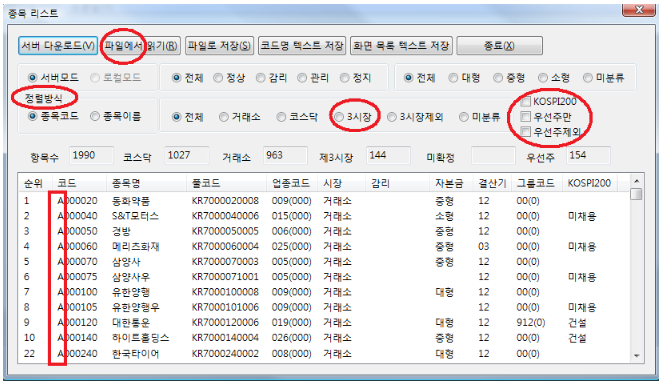 종목 리스트
서버 다운로드(V) 파일에서 읽기(R) 파일로 저장(S) 코드명 텍스트 저장 화면 목록 텍스트 저장 종료(X)
서버모드 로컬모드 전체 정상 감리 관리 정지 전체 대형 중형 소형 미분류
정렬방식
종목코드 종목이름 전체 거래소 코스닥 3시장 3시장제외 미분류
KOSPI200
우선주만
우선주제외
항목수 1990 코스닥 1027 거래소 963 제3시장 144 미확정 우선주 154
순위 코드 종목명 풀코드 업종코드 시장 감리 자본금 결산기 그룹코드 KOSPI200
1 A000020 동화약품 KR7000020008 009(000) 거래소 중형 12 00(0)
2 A000040 S&T모터스 KR7000040006 015(000) 거래소 소형 12 00(0) 미채용
3 A000050 경방 KR7000050005 006(000) 거래소 중형 12 00(0)
4 A000060 메리츠화재 KR7000060004 025(000) 거래소 중형 03 00(0) 미채용
5 A000070 삼양사 KR7000070003 005(000) 거래소 중형 12 00(0)
6 A000075 삼양사우 KR7000071001 005(000) 거래소 12 00(0) 미채용
7 A000100 유한양행 KR7000100008 009(000) 거래소 대형 12 00(0)
8 A000105 유한양행우 KR7000101006 009(000) 거래소 12 00(0) 미채용
9 A000120 대한통운 KR7000120006 019(000) 거래소 대형 12 912(0) 건설
10 A000140 하이트홀딩스 KR7000140004 026(000) 거래소 중형 12 00(0) 건설
22 A000240 한국타이어 KR7000240002 008(000) 거래소 대형 12 00(0)